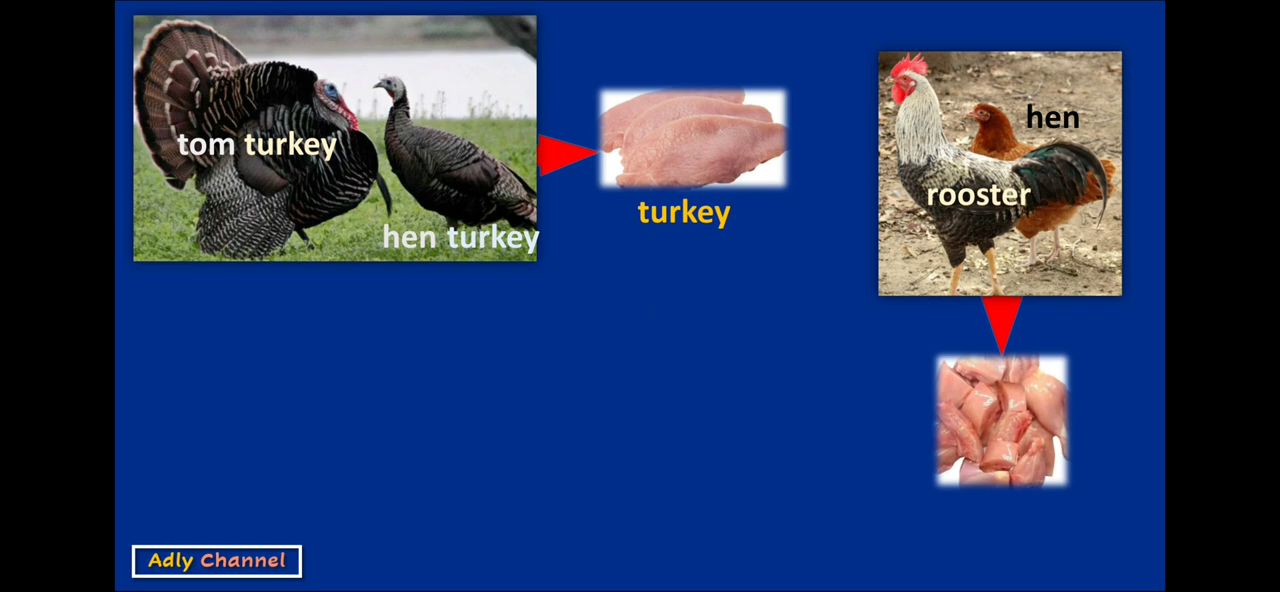 tom turkey
hen turkey
turkey
hen
rooster
Adly Channel